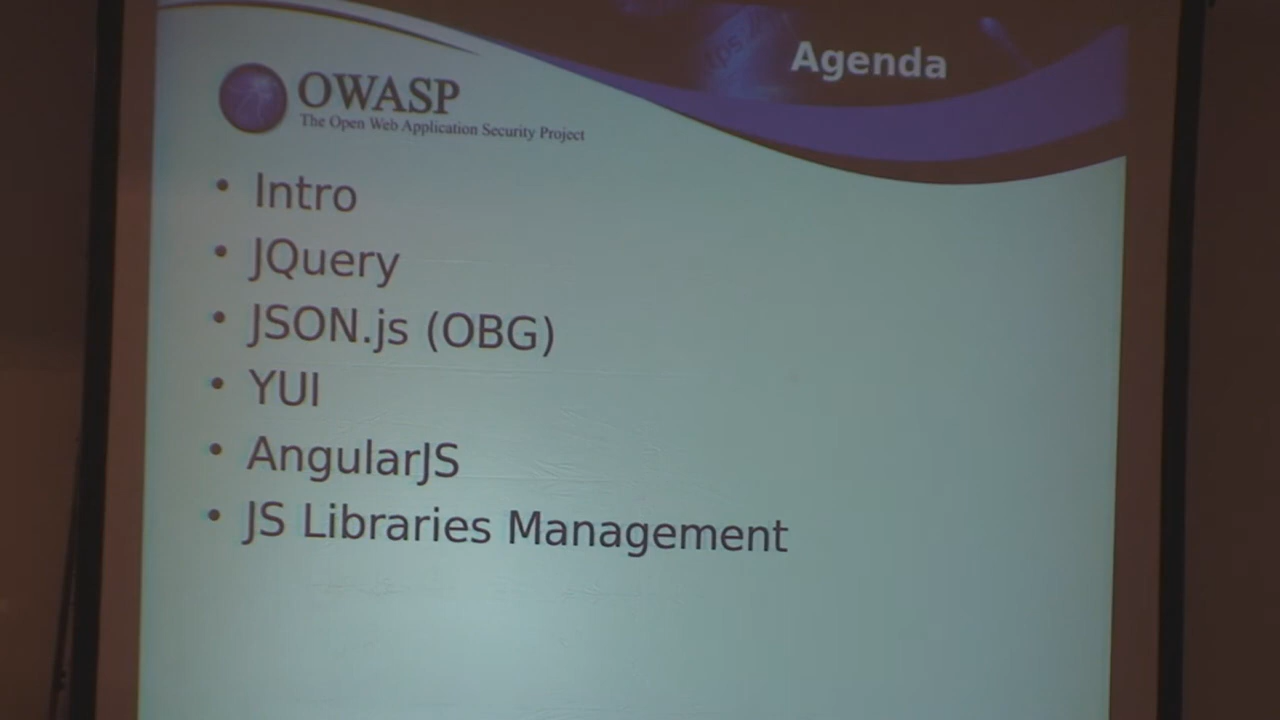 Agenda
OWASP
The Open Web Application Security Project
• Intro
• JQuery
• JSON.js (OBG)
• YUI
• AngularJS
• JS Libraries Management